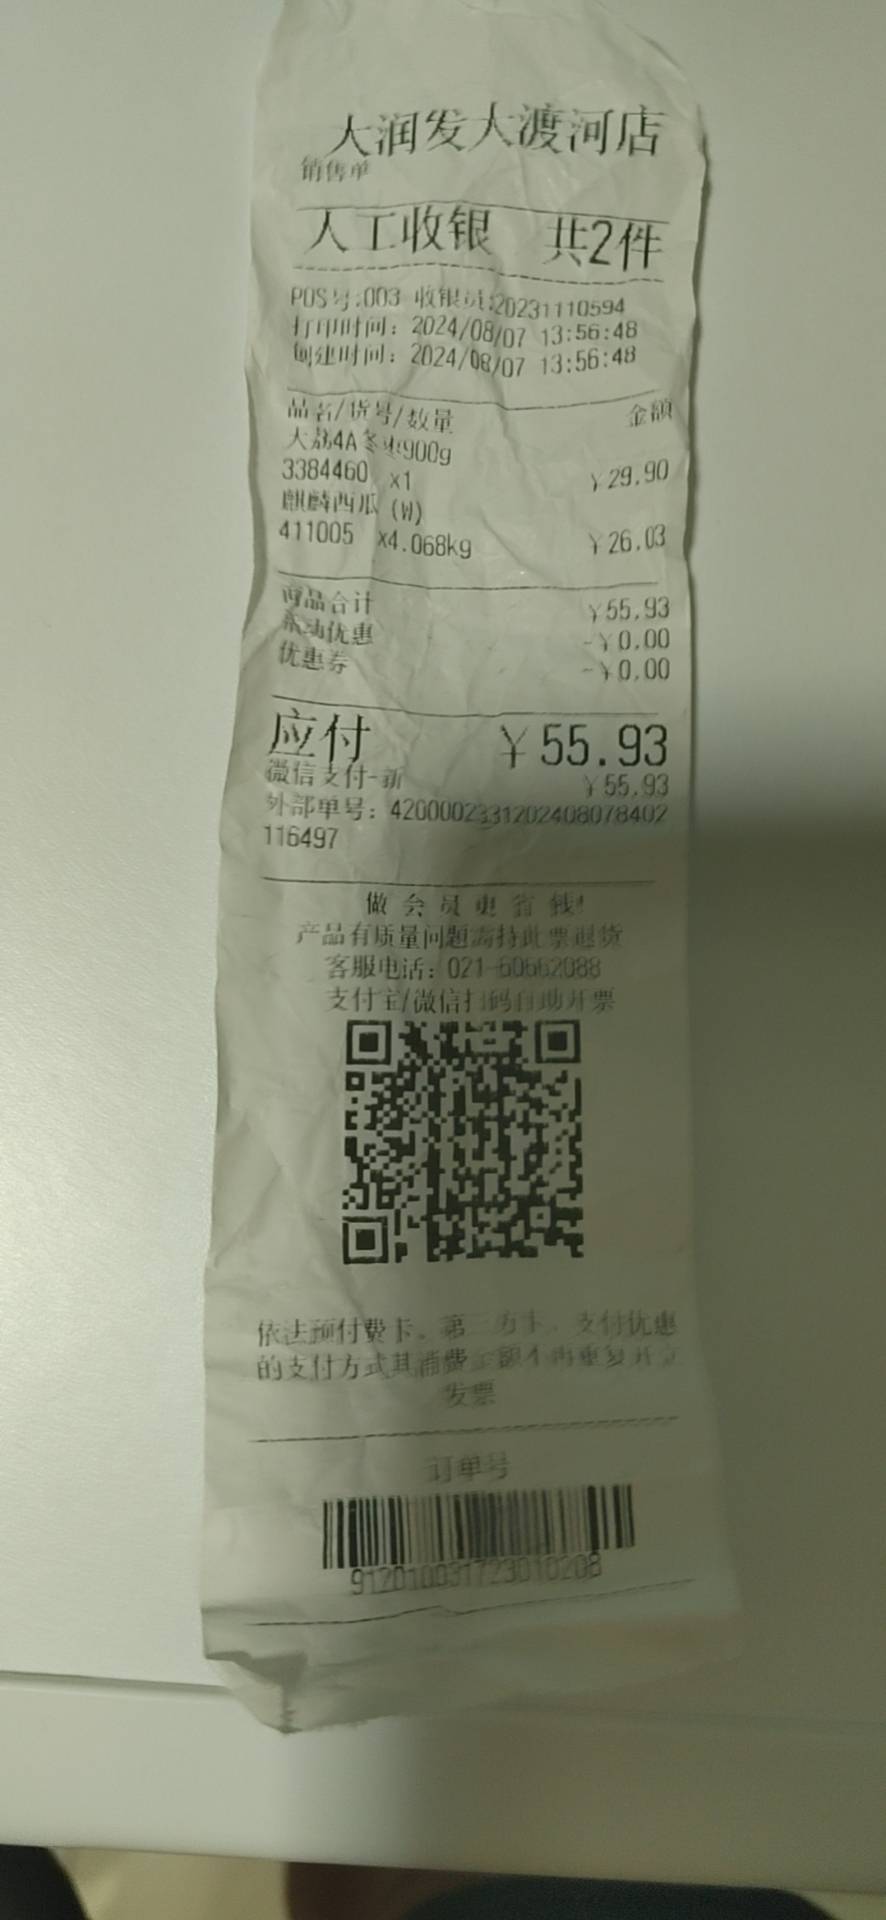 大润发大渡河店
销售单
人工收银 共2件
POS号:003 收银员:20231110594
打印时间：2024/08/07 13:56:48
创建时间：2024/08/07 13:56:48
品名/货号/数量 金额
大荔4A冬枣900g
3384460 x1 ￥29.90
麒麟西瓜(W)
411005 x4.068kg ￥26.03
商品合计 ￥55.93
优惠 -￥0.00
优惠券 -￥0.00
应付 ￥55.93
微信支付-新 ￥55.93
外部单号：4200002331202408078402
116497
做会员更省钱!
产品有质量问题需持此票退货
客服电话：021-60662088
支付宝/微信扫码自助开票
依法预付费卡、第三方卡、支付优惠
的支付方式其消费金额不再重复开立
发票
订单号
912010031723010208